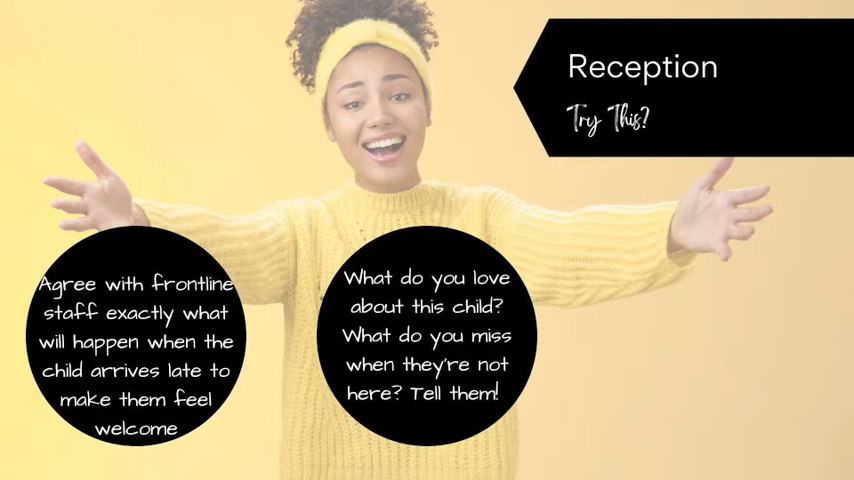 Reception
Try This?
Agree with frontline
staff exactly what
will happen when the
child arrives late to
make them feel
welcome
What do you love
about this child?
What do you miss
when they're not
here? Tell them!